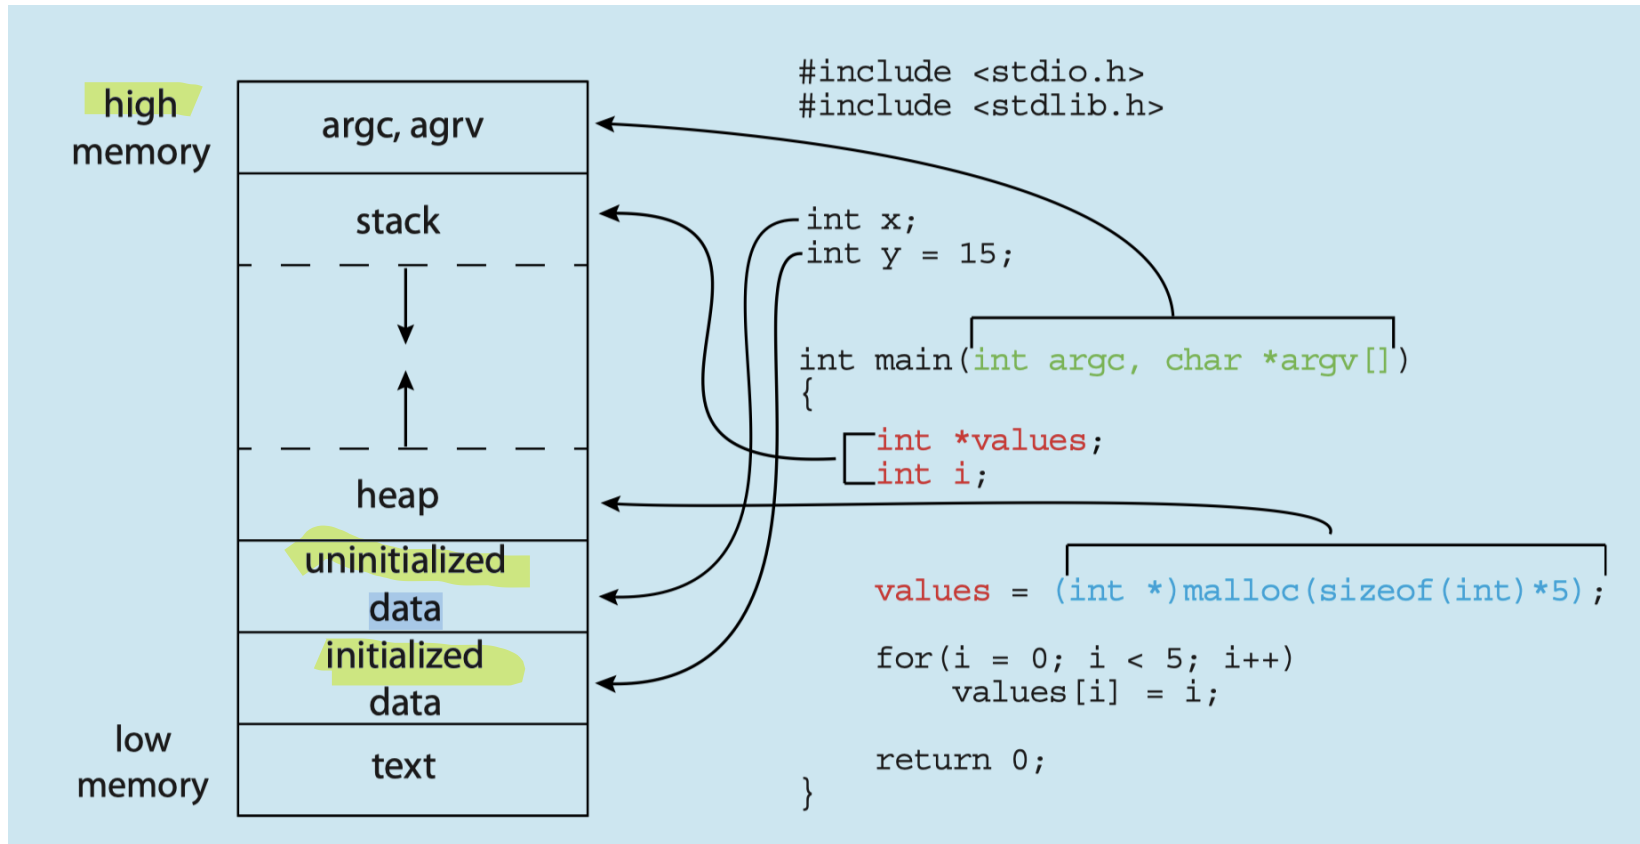 high
memory
argc, agrv
stack
heap
uninitialized
data
initialized
data
low
memory
text
#include <stdio.h>
#include <stdlib.h>
int x;
int y = 15;
int main(int argc, char *argv[])
{
int *values;
int i;
values = (int *)malloc(sizeof(int)*5);
for(i = 0; i < 5; i++)
values[i] = i;
return 0;
}